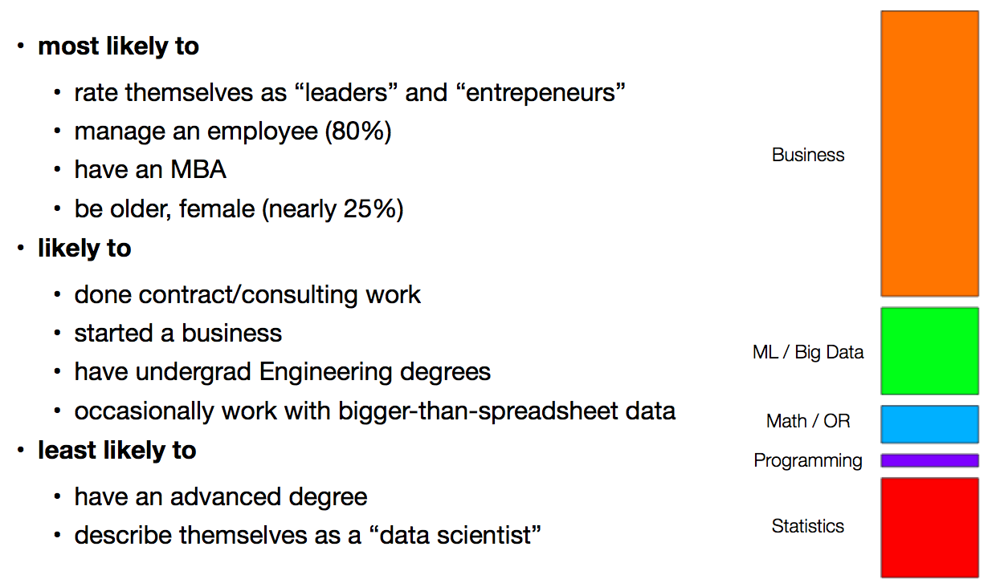 • most likely to
• rate themselves as “leaders” and “entrepeneurs”
• manage an employee (80%)
• have an MBA
• be older, female (nearly 25%)
• likely to
• done contract/consulting work
• started a business
• have undergrad Engineering degrees
• occasionally work with bigger-than-spreadsheet data
• least likely to
• have an advanced degree
• describe themselves as a “data scientist”
Business
ML / Big Data
Math / OR
Programming
Statistics